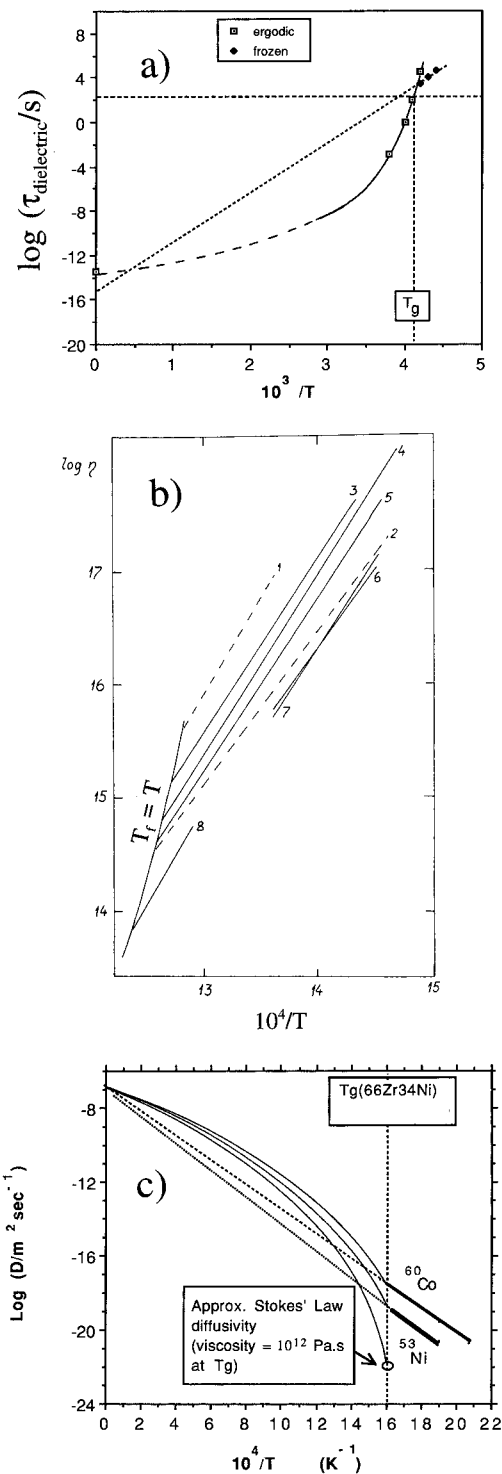 10
8
4
0
-4
-8
-12
-16
-20
log (τdielectric/s)
a)
ergodic
frozen
Tg
0 1 2 3 4 5
10³ /T
log η
b)
17
16
15
14
1
3
4
5
2
6
7
8
Tf = T
13 14 15
10⁴/T
-8
-12
-16
-20
-24
Log (D/m² sec⁻¹)
c)
Tg(66Zr34Ni)
⁶⁰Co
⁵³Ni
Approx. Stokes' Law
diffusivity
(viscosity = 10¹² Pa.s
at Tg)
0 2 4 6 8 10 12 14 16 18 20 22
10⁴/T (K⁻¹)